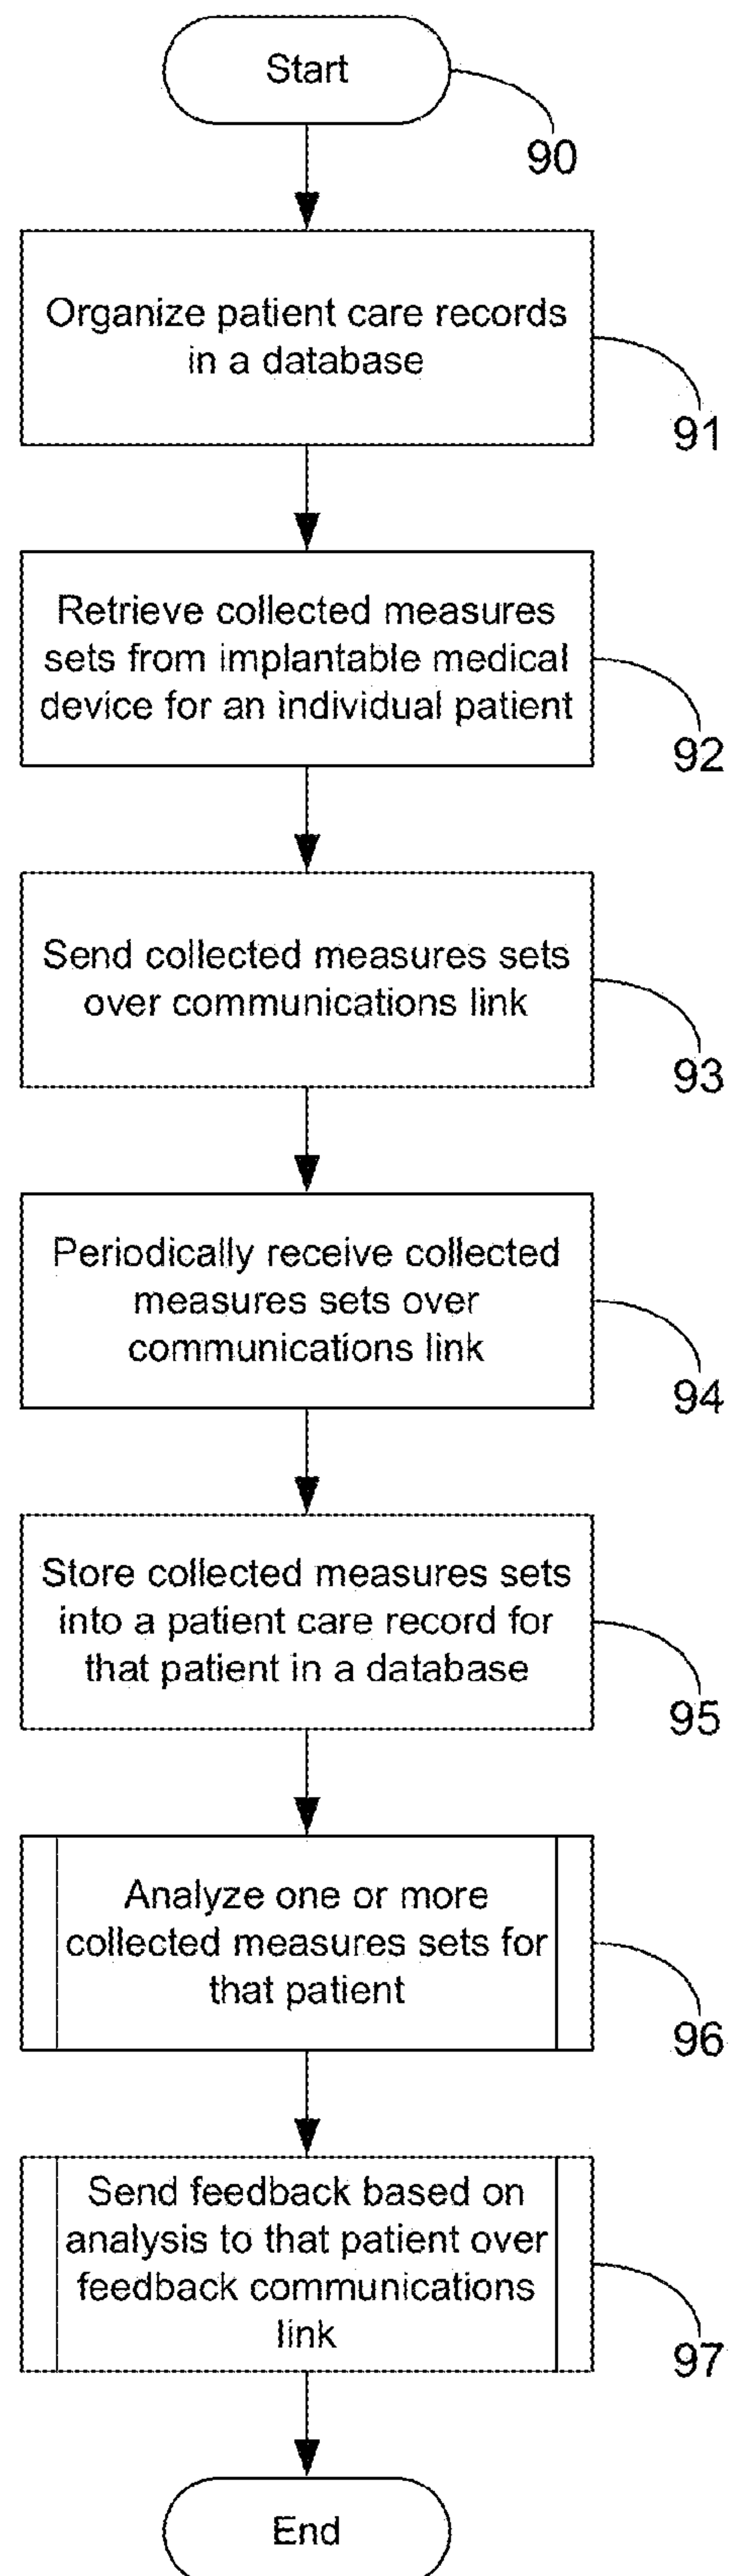 Start
90
Organize patient care records
in a database
91
Retrieve collected measures
sets from implantable medical
device for an individual patient
92
Send collected measures sets
over communications link
93
Periodically receive collected
measures sets over
communications link
94
Store collected measures sets
into a patient care record for
that patient in a database
95
Analyze one or more
collected measures sets for
that patient
96
Send feedback based on
analysis to that patient over
feedback communications
link
97
End